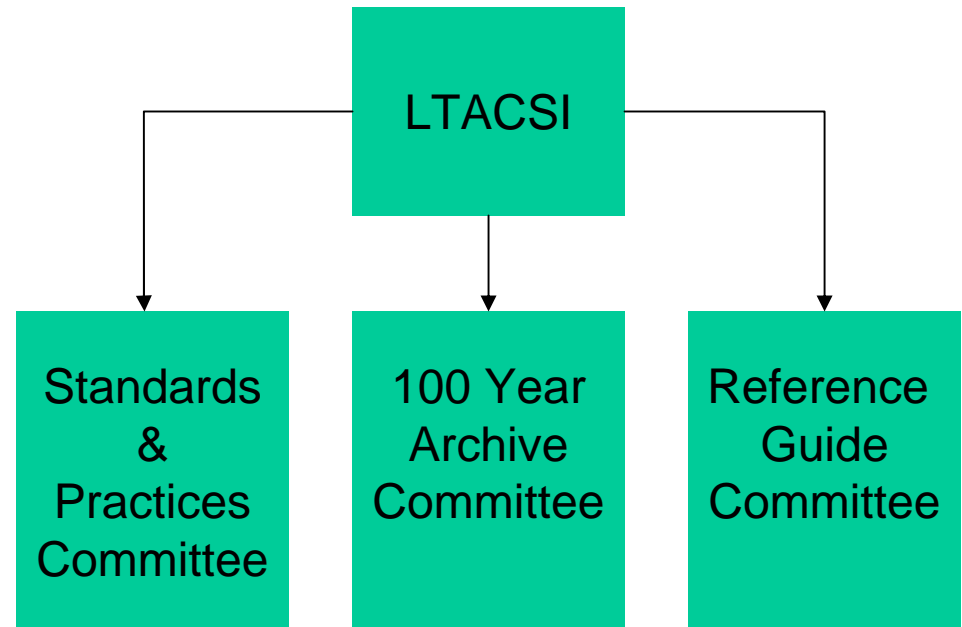 LTACSI
Standards
&
Practices
Committee
100 Year
Archive
Committee
Reference
Guide
Committee